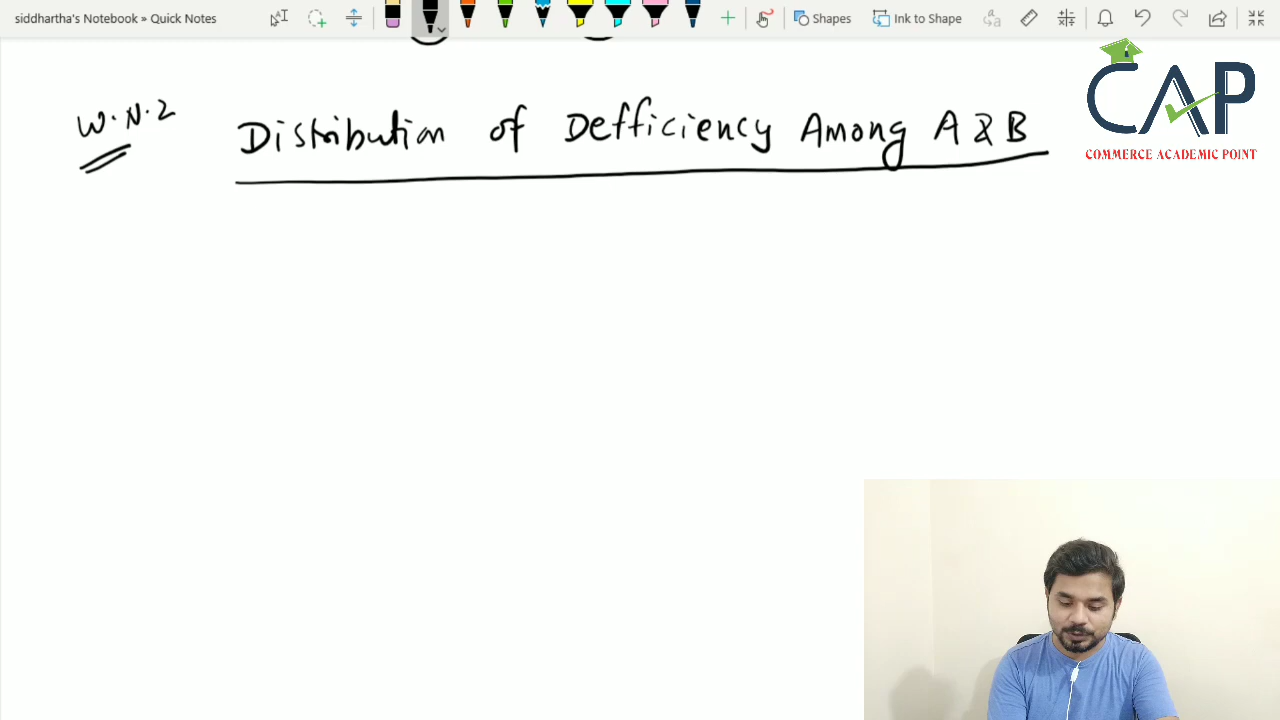 siddhartha's Notebook » Quick Notes
Shapes
Ink to Shape
CAP
COMMERCE ACADEMIC POINT
W.N.2
Distribution of Defficiency Among A & B